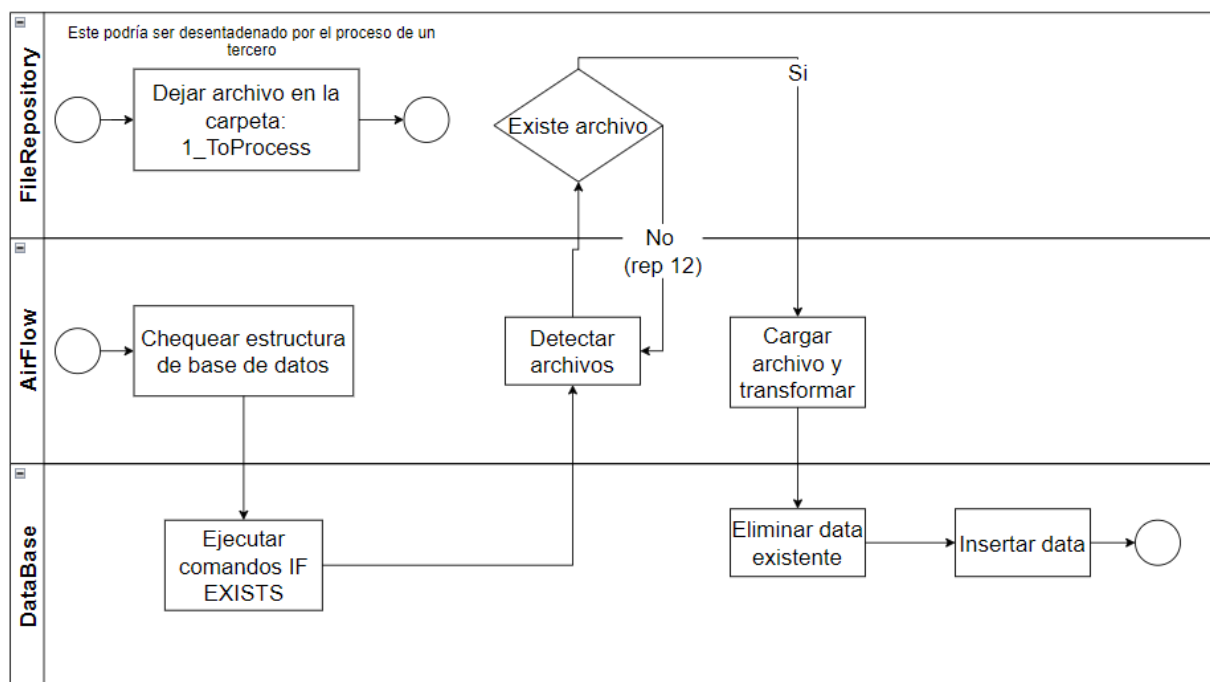 FileRepository
Este podría ser desentadenado por el proceso de un
tercero
Dejar archivo en la
carpeta:
1_ToProcess
Existe archivo
Si
No
(rep 12)
AirFlow
Chequear estructura
de base de datos
Detectar
archivos
Cargar
archivo y
transformar
DataBase
Ejecutar
comandos IF
EXISTS
Eliminar data
existente
Insertar data